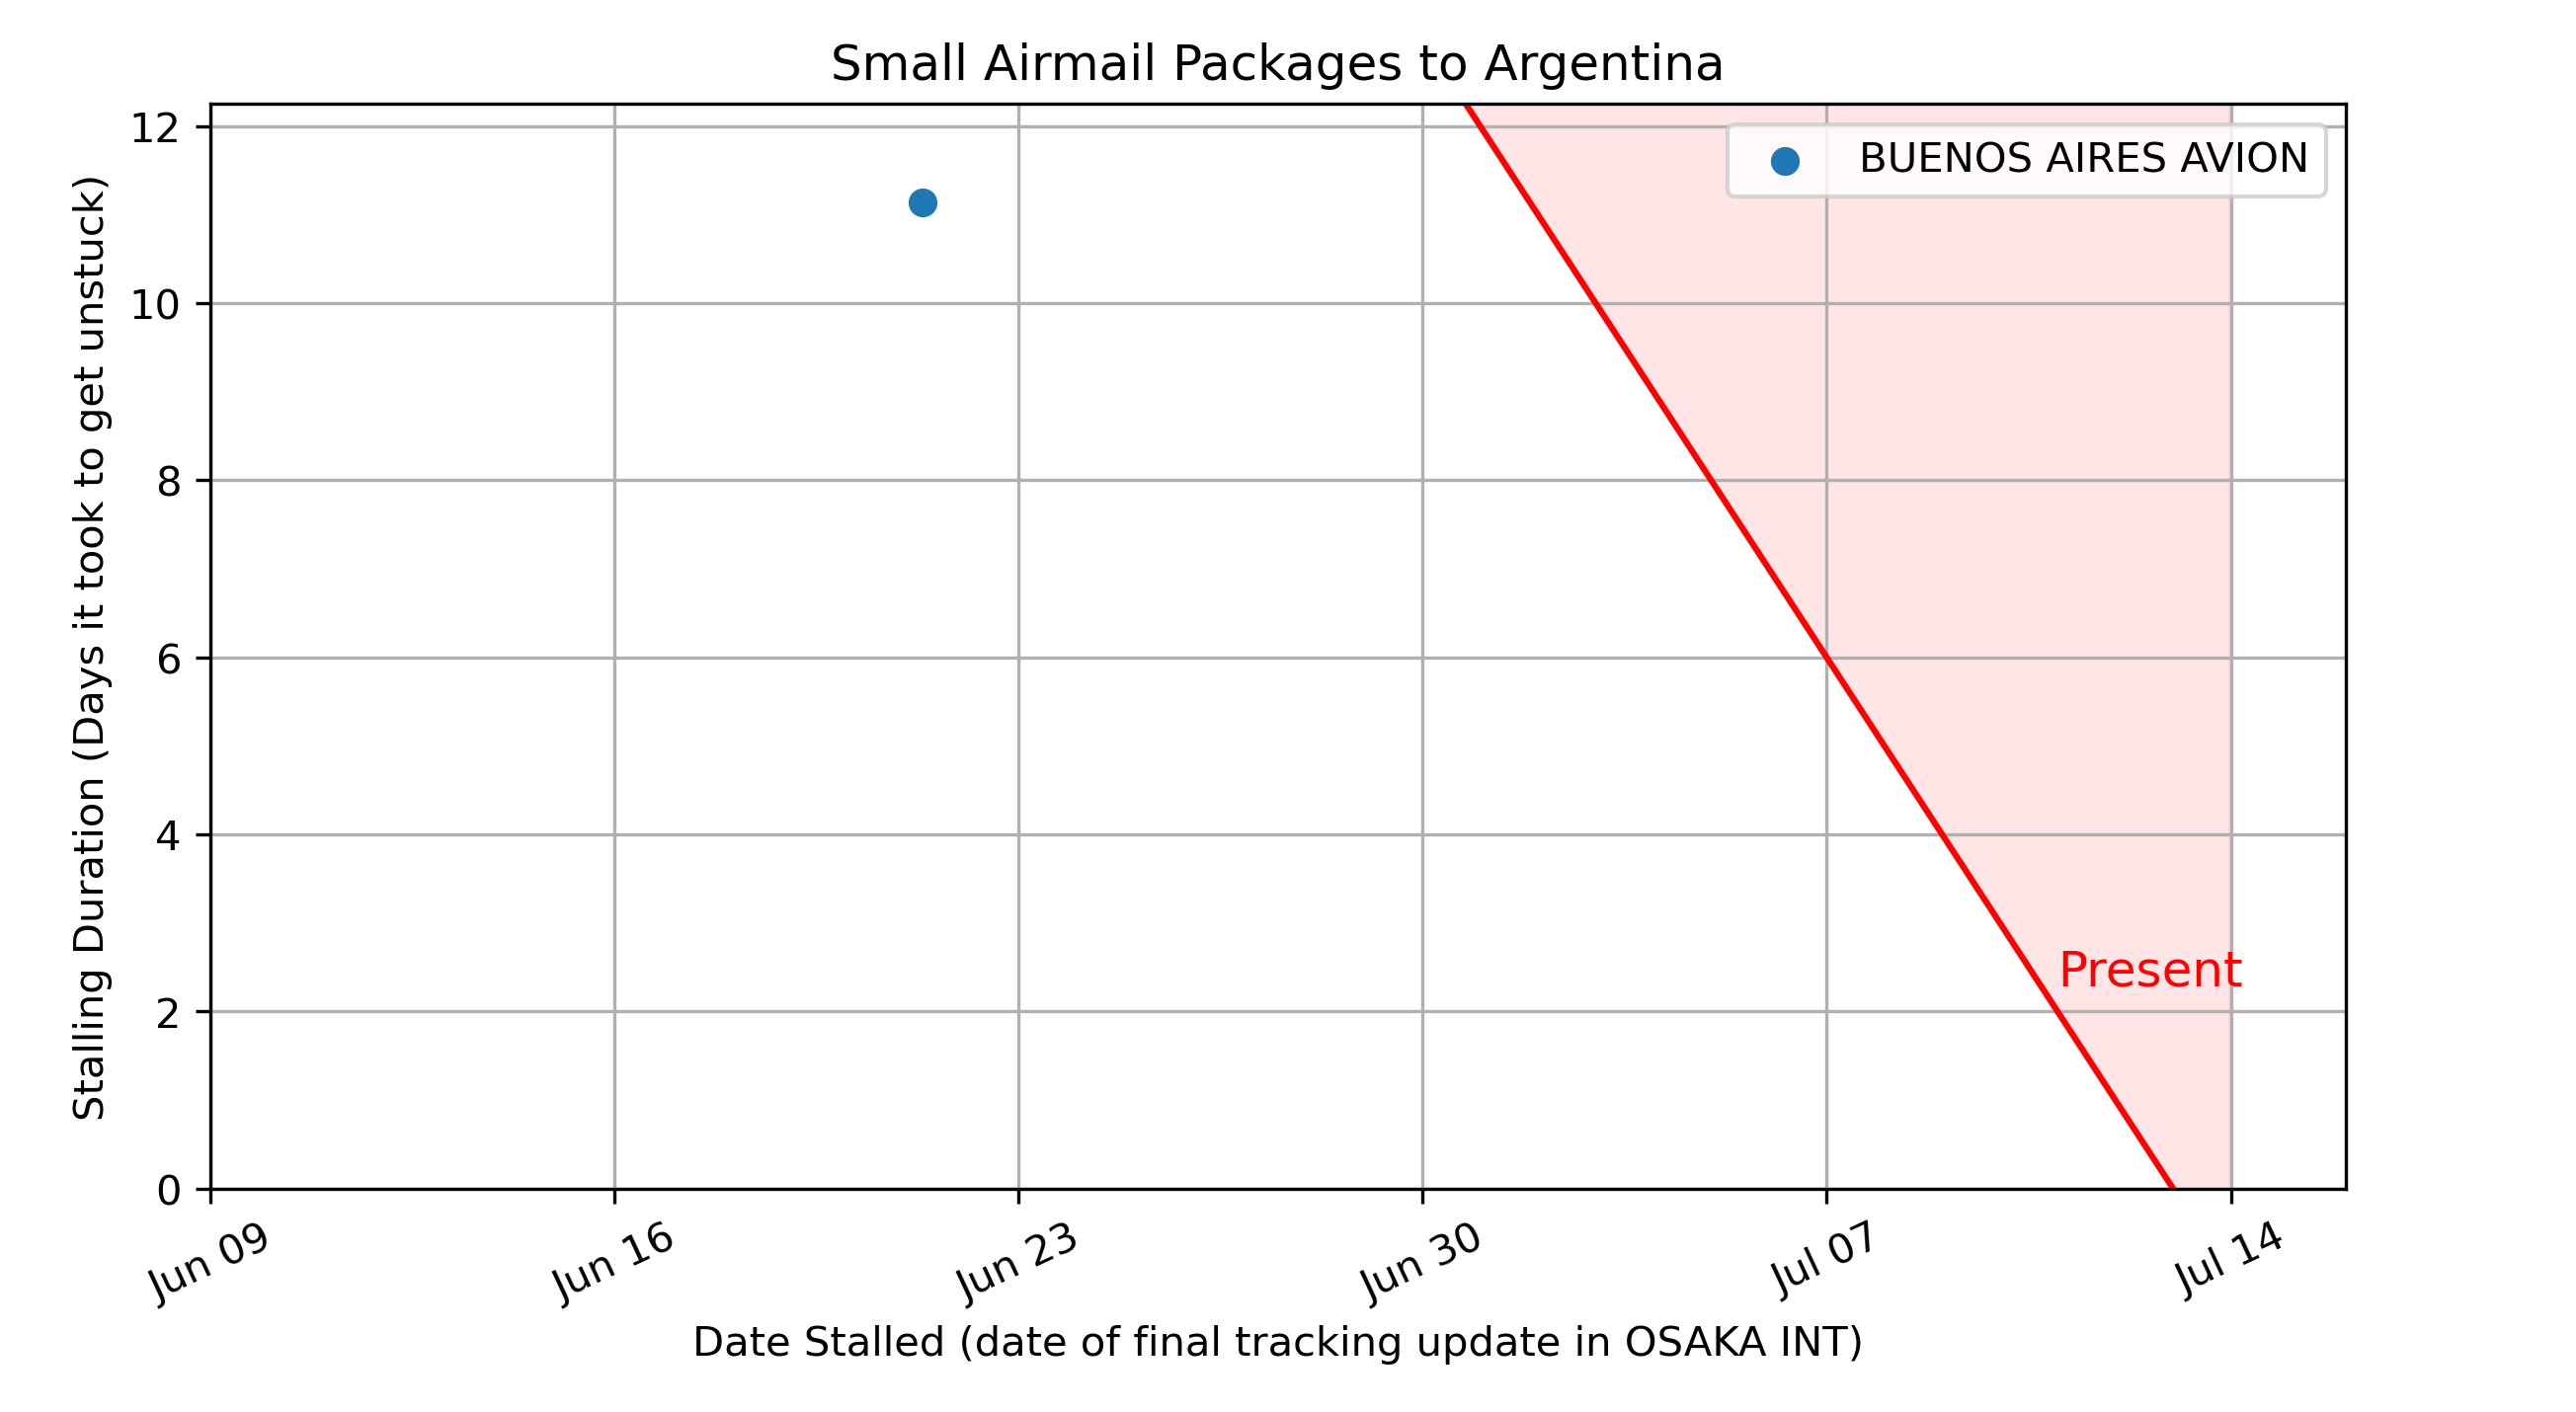 Small Airmail Packages to Argentina
BUENOS AIRES AVION
Stalling Duration (Days it took to get unstuck)
12
10
8
6
4
2
0
Present
Jun 09
Jun 16
Jun 23
Jun 30
Jul 07
Jul 14
Date Stalled (date of final tracking update in OSAKA INT)